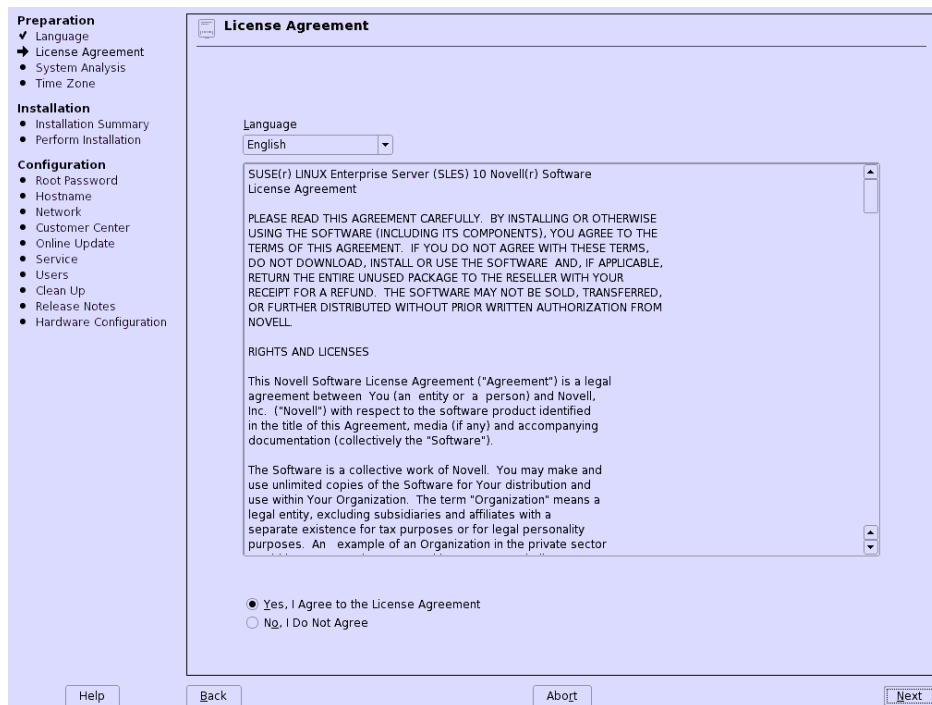 Preparation
Language
License Agreement
System Analysis
Time Zone
Installation
Installation Summary
Perform Installation
Configuration
Root Password
Hostname
Network
Customer Center
Online Update
Service
Users
Clean Up
Release Notes
Hardware Configuration
License Agreement
Language
English
SUSE(r) LINUX Enterprise Server (SLES) 10 Novell(r) Software
License Agreement
PLEASE READ THIS AGREEMENT CAREFULLY. BY INSTALLING OR OTHERWISE
USING THE SOFTWARE (INCLUDING ITS COMPONENTS), YOU AGREE TO THE
TERMS OF THIS AGREEMENT. IF YOU DO NOT AGREE WITH THESE TERMS,
DO NOT DOWNLOAD, INSTALL OR USE THE SOFTWARE AND, IF APPLICABLE,
RETURN THE ENTIRE UNUSED PACKAGE TO THE RESELLER WITH YOUR
RECEIPT FOR A REFUND. THE SOFTWARE MAY NOT BE SOLD, TRANSFERRED,
OR FURTHER DISTRIBUTED WITHOUT PRIOR WRITTEN AUTHORIZATION FROM
NOVELL.
RIGHTS AND LICENSES
This Novell Software License Agreement ("Agreement") is a legal
agreement between You (an entity or a person) and Novell,
Inc. ("Novell") with respect to the software product identified
in the title of this Agreement, media (if any) and accompanying
documentation (collectively the "Software").
The Software is a collective work of Novell. You may make and
use unlimited copies of the Software for Your distribution and
use within Your Organization. The term "Organization" means a
legal entity, excluding subsidiaries and affiliates with a
separate existence for tax purposes or for legal personality
purposes. An example of an Organization in the private sector
Yes, I Agree to the License Agreement
No, I Do Not Agree
Help
Back
Abort
Next